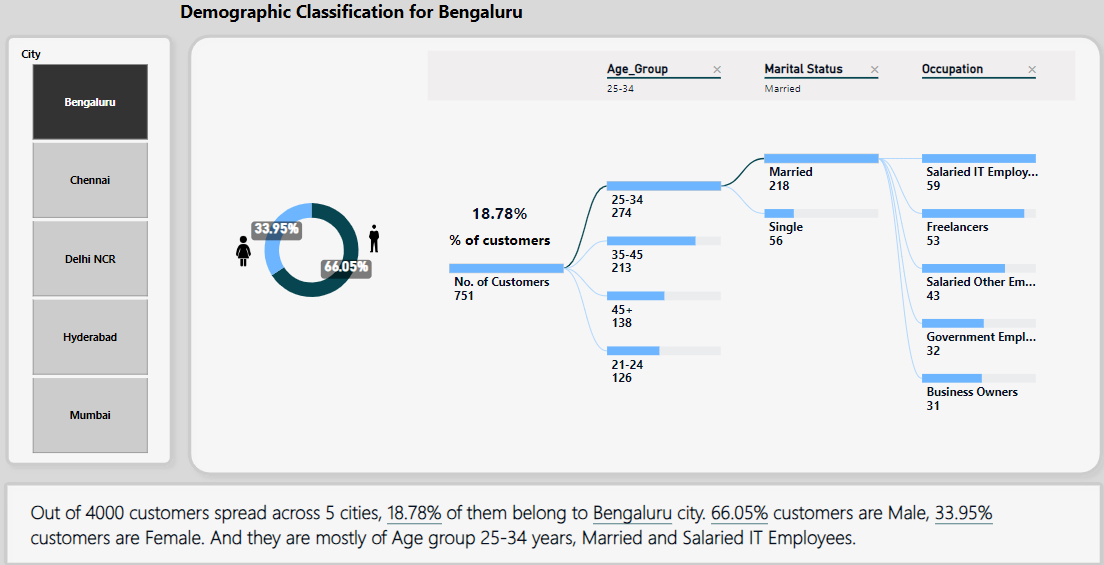 Demographic Classification for Bengaluru
City
Bengaluru
Chennai
Delhi NCR
Hyderabad
Mumbai
33.95%
66.05%
18.78%
% of customers
No. of Customers
751
Age_Group
25-34
25-34
274
35-45
213
45+
138
21-24
126
Marital Status
Married
Married
218
Single
56
Occupation
Salaried IT Employ...
59
Freelancers
53
Salaried Other Em...
43
Government Empl...
32
Business Owners
31
Out of 4000 customers spread across 5 cities, 18.78% of them belong to Bengaluru city. 66.05% customers are Male, 33.95%
customers are Female. And they are mostly of Age group 25-34 years, Married and Salaried IT Employees.